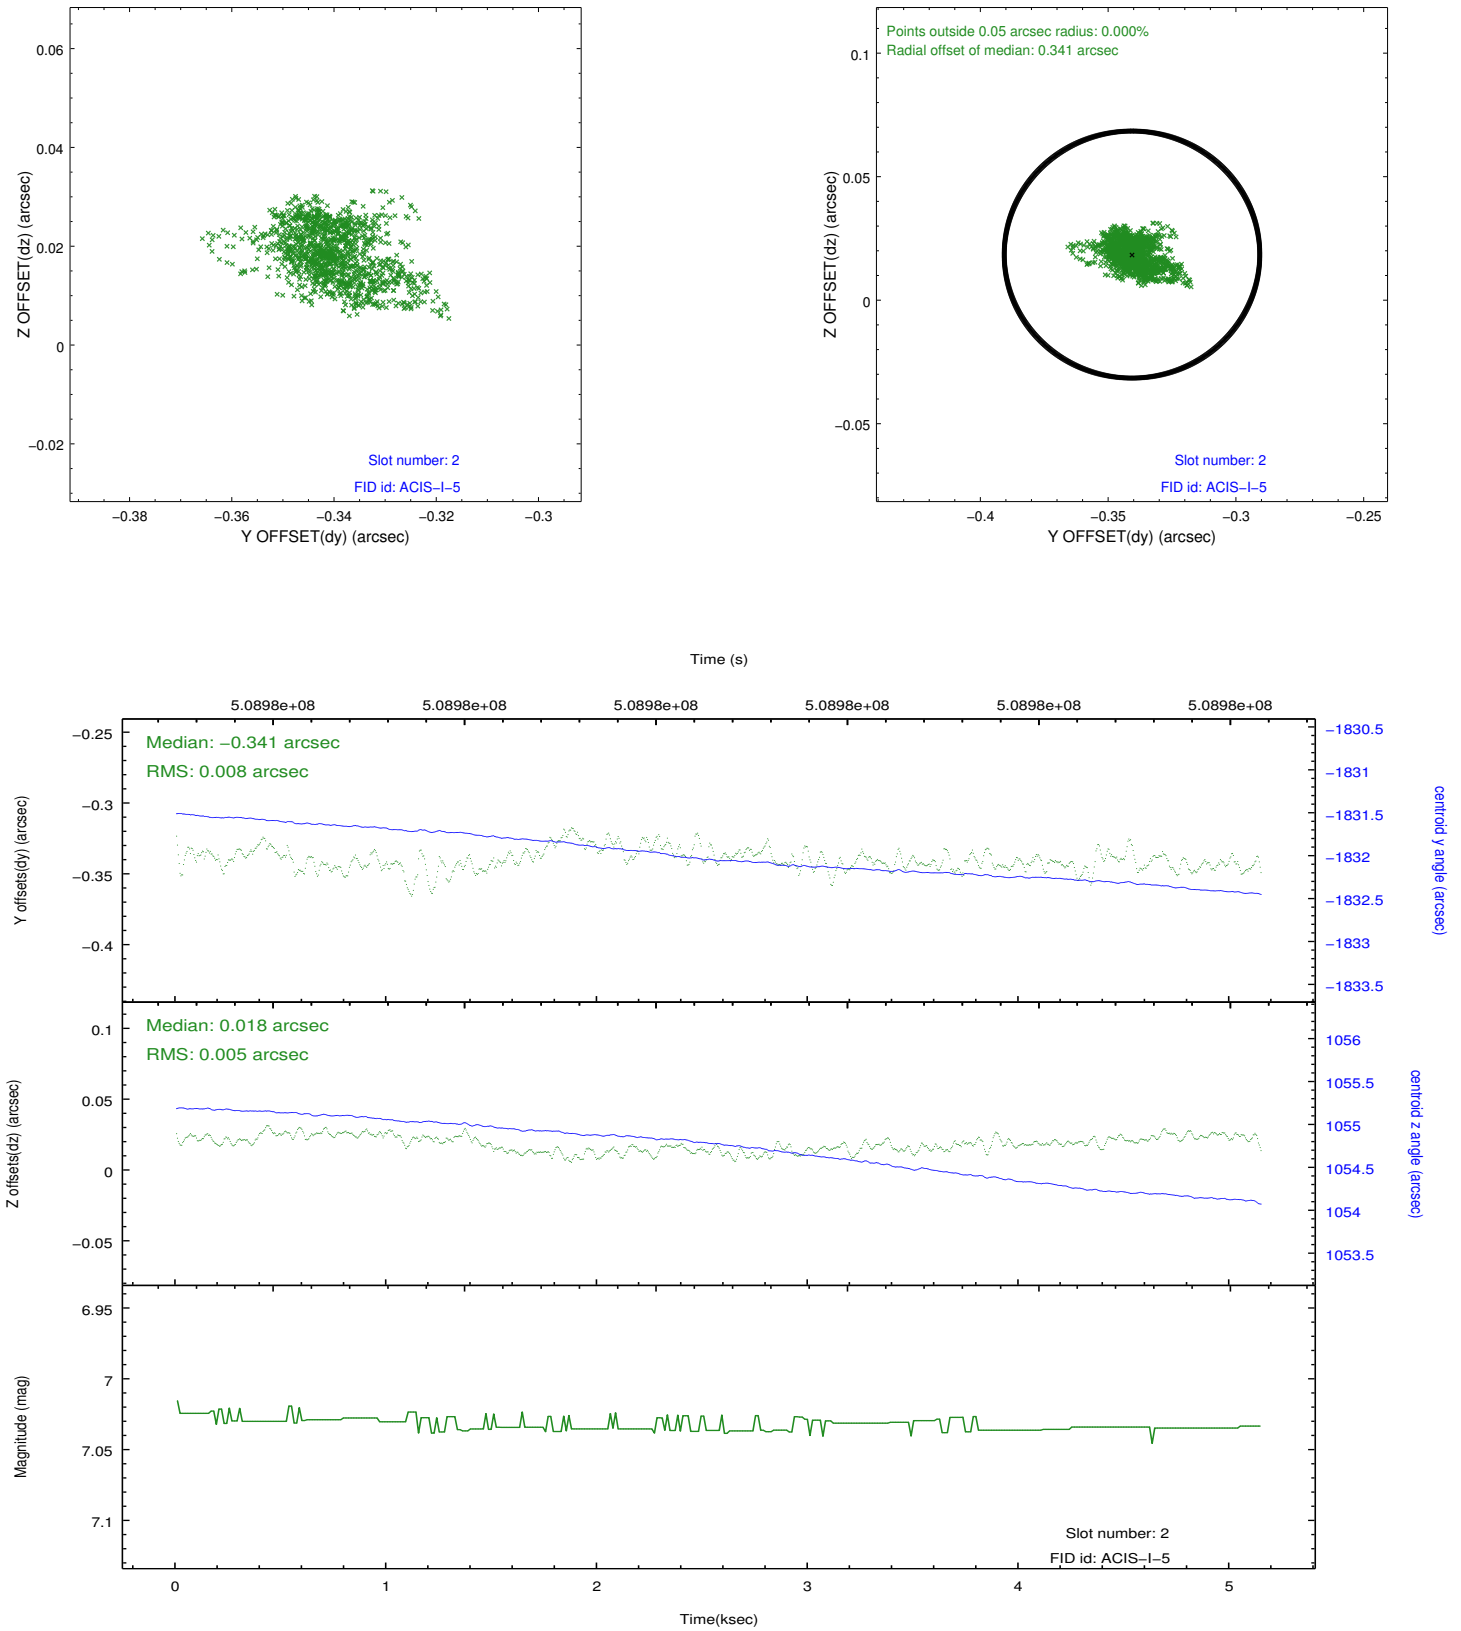 0.06
0.04
0.02
0
−0.02
Z OFFSET(dz) (arcsec)
Slot number: 2
FID id: ACIS−I−5
−0.38 −0.36 −0.34 −0.32 −0.3
Y OFFSET(dy) (arcsec)
Points outside 0.05 arcsec radius: 0.000%
Radial offset of median: 0.341 arcsec
0.1
0.05
0
−0.05
Z OFFSET(dz) (arcsec)
Slot number: 2
FID id: ACIS−I−5
−0.4 −0.35 −0.3 −0.25
Y OFFSET(dy) (arcsec)
Time (s)
5.0898e+08 5.0898e+08 5.0898e+08 5.0898e+08 5.0898e+08 5.0898e+08
Median: −0.341 arcsec
RMS: 0.008 arcsec
−0.25
−0.3
−0.35
−0.4
Y offsets(dy) (arcsec)
−1830.5
−1831
−1831.5
−1832
−1832.5
−1833
−1833.5
centroid y angle (arcsec)
Median: 0.018 arcsec
RMS: 0.005 arcsec
0.1
0.05
0
−0.05
Z offsets(dz) (arcsec)
1056
1055.5
1055
1054.5
1054
1053.5
centroid z angle (arcsec)
6.95
7
7.05
7.1
Magnitude (mag)
Slot number: 2
FID id: ACIS−I−5
0 1 2 3 4 5
Time(ksec)